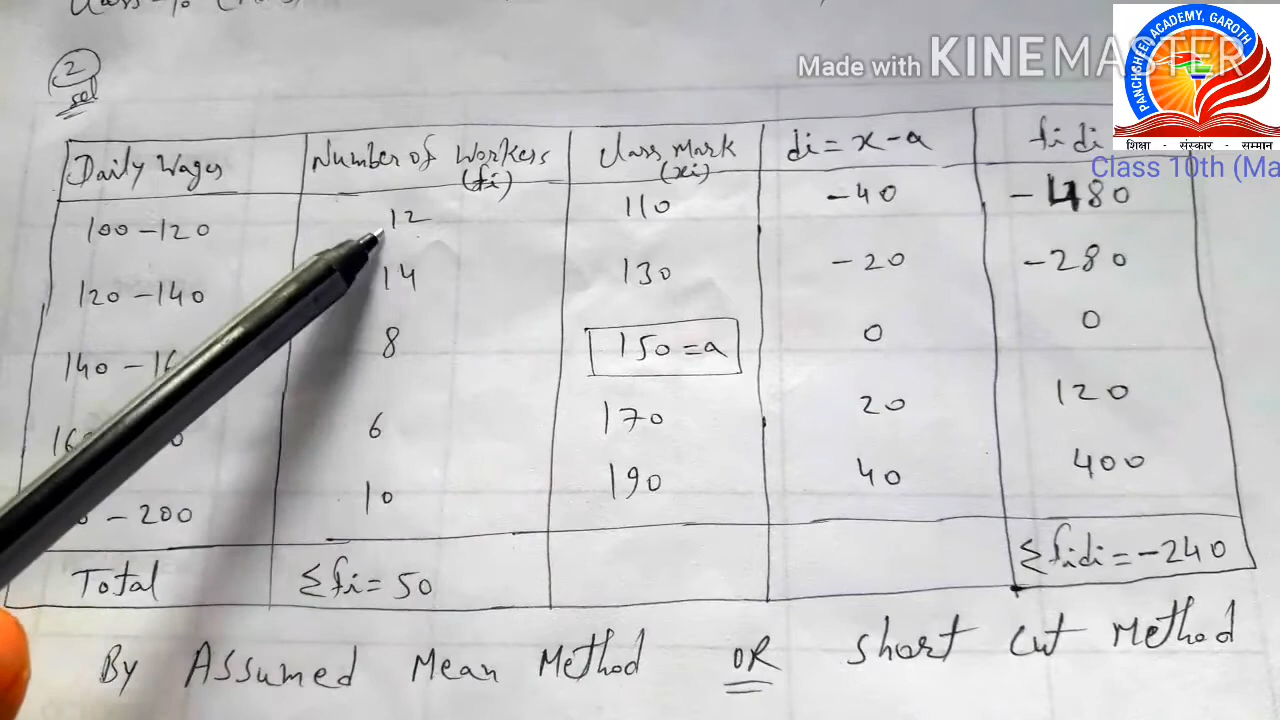 Made with KINEMASTER
PANCHSHEEL ACADEMY, GAROTH
शिक्षा - संस्कार - सम्मान
Class 10th (Ma
2
sol
Daily Wages Number of Workers (fi) Class Mark (xi) di = x - a fidi
100 - 120 12 110 - 40 - 480
120 - 140 14 130 - 20 - 280
140 - 8 150 = a 0 0
6 170 20 120
- 200 10 190 40 400
Total Σfi = 50 Σfidi = - 240
By Assumed Mean Method OR Short Cut Method